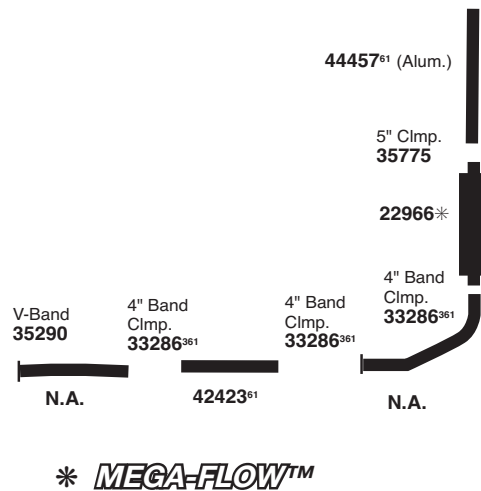 44457⁶¹ (Alum.)
5" Clmp.
35775
22966✳
4" Band
Clmp.
33286³⁶¹
4" Band
Clmp.
33286³⁶¹
4" Band
Clmp.
33286³⁶¹
V-Band
35290
N.A.
42423⁶¹
N.A.
✳ MEGA-FLOW™